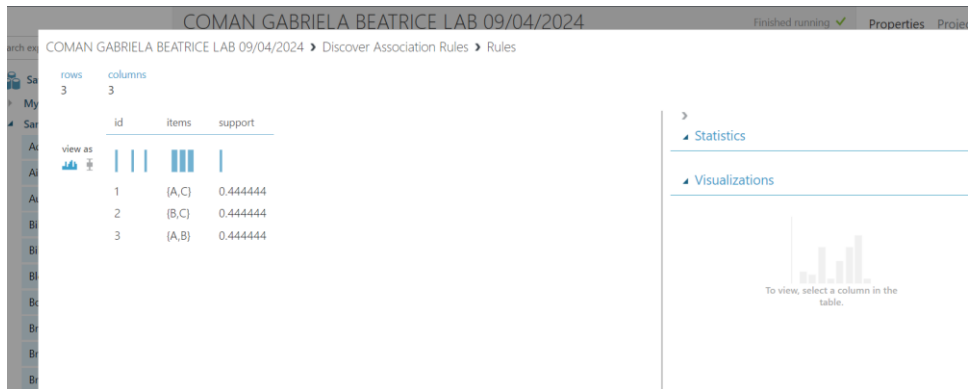 COMAN GABRIELA BEATRICE LAB 09/04/2024
Finished running
Properties
COMAN GABRIELA BEATRICE LAB 09/04/2024 › Discover Association Rules › Rules
rows columns
3 3
My
id items support
view as
1 {A,C} 0.444444
2 {B,C} 0.444444
3 {A,B} 0.444444
Statistics
Visualizations
To view, select a column in the
table.